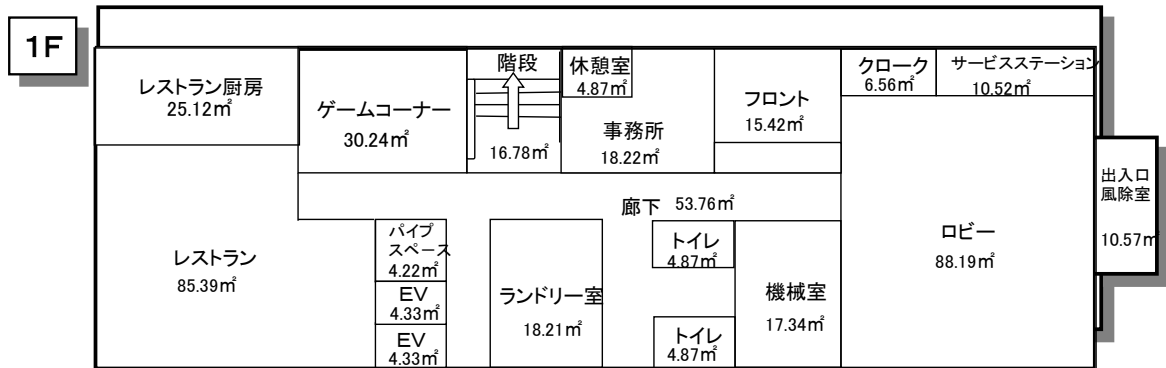 1F
レストラン厨房
25.12㎡
ゲームコーナー
30.24㎡
階段
16.78㎡
休憩室
4.87㎡
事務所
18.22㎡
フロント
15.42㎡
クローク
6.56㎡
サービスステーション
10.52㎡
出入口
風除室
10.57㎡
廊下 53.76㎡
レストラン
85.39㎡
パイプ
スペース
4.22㎡
EV
4.33㎡
EV
4.33㎡
ランドリー室
18.21㎡
トイレ
4.87㎡
トイレ
4.87㎡
機械室
17.34㎡
ロビー
88.19㎡